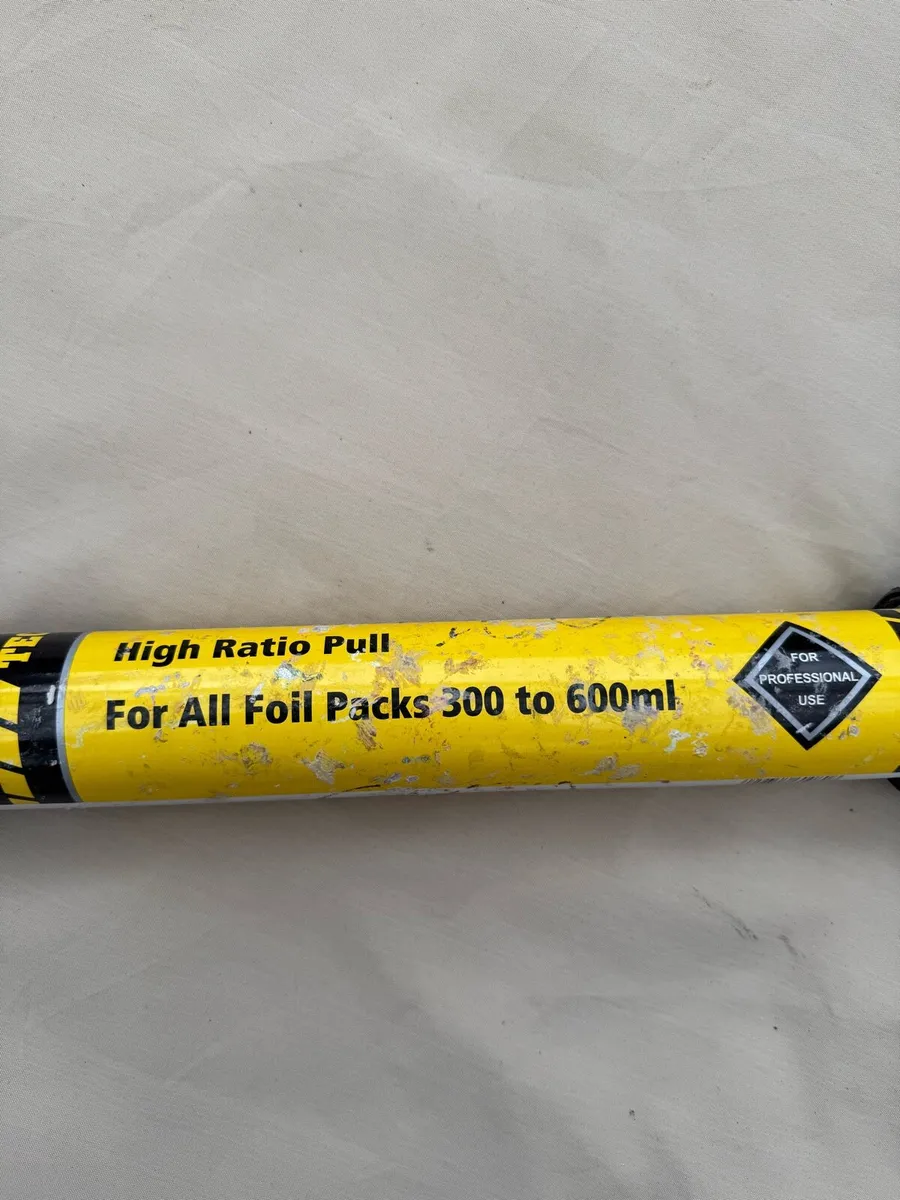 High Ratio Pull
For All Foil Packs 300 to 600ml
FOR
PROFESSIONAL
USE